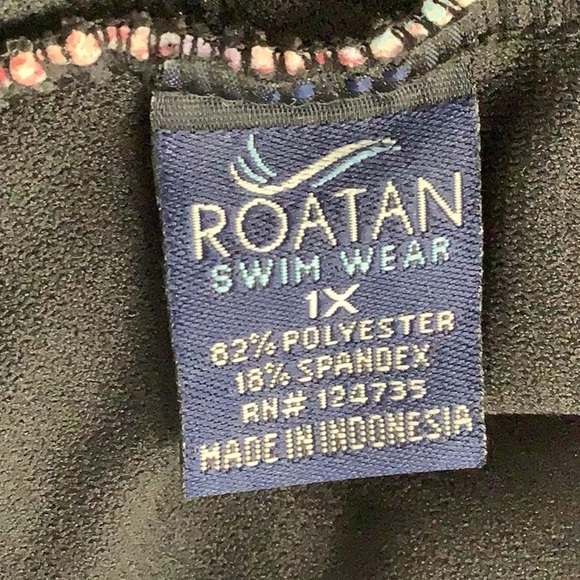 ROATAN
SWIM WEAR
1X
82% POLYESTER
18% SPANDEX
RN# 124735
MADE IN INDONESIA